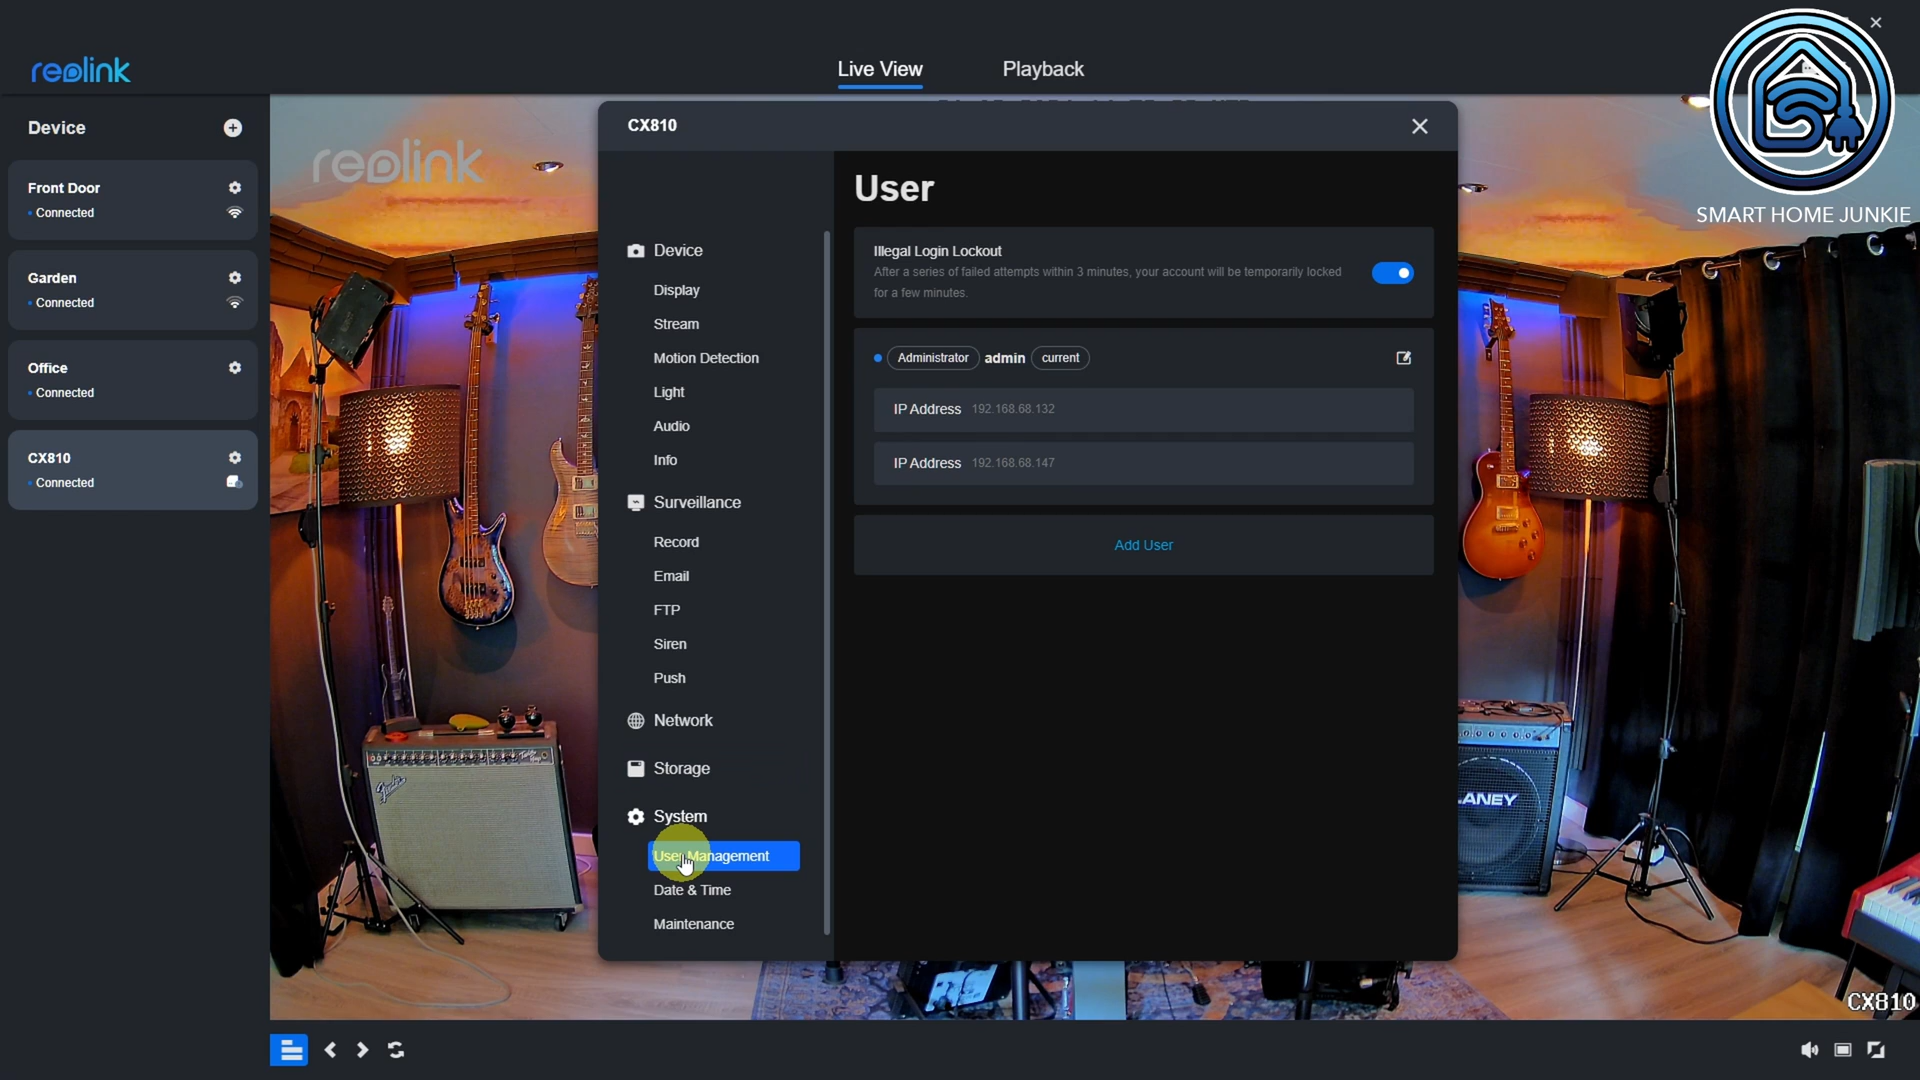 reolink
Live View
Playback
SMART HOME JUNKIE
Device
Front Door
Connected
Garden
Connected
Office
Connected
CX810
Connected
reolink
CX810
Device
Display
Stream
Motion Detection
Light
Audio
Info
Surveillance
Record
Email
FTP
Siren
Push
Network
Storage
System
User Management
Date & Time
Maintenance
User
Illegal Login Lockout
After a series of failed attempts within 3 minutes, your account will be temporarily locked
for a few minutes.
Administrator admin current
IP Address 192.168.68.132
IP Address 192.168.68.147
Add User
Fender
LANEY
CX810